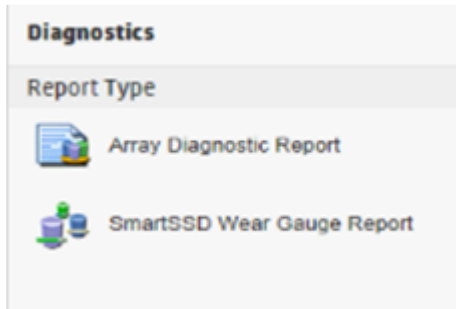 Diagnostics
Report Type
Array Diagnostic Report
SmartSSD Wear Gauge Report